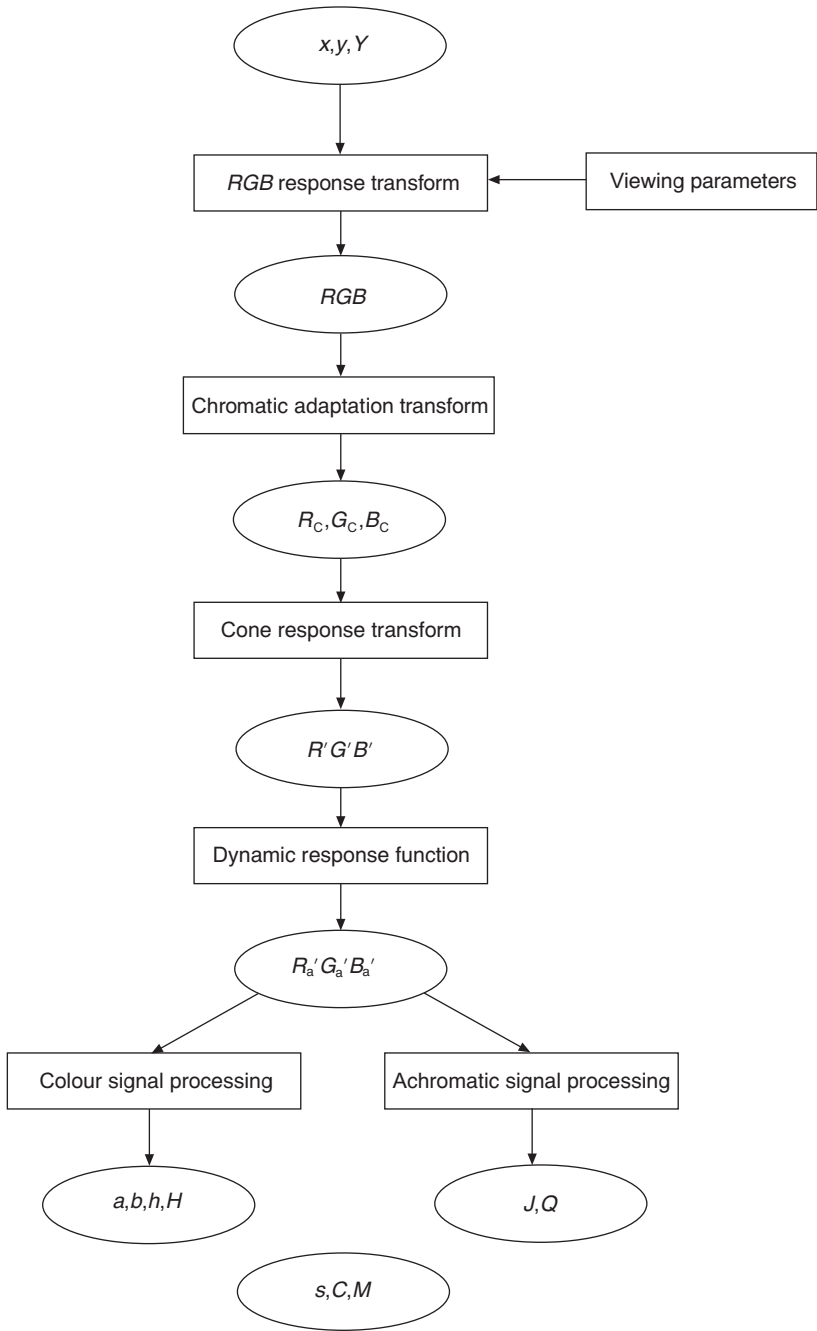 x,y,Y
RGB response transform
Viewing parameters
RGB
Chromatic adaptation transform
R_C,G_C,B_C
Cone response transform
R′G′B′
Dynamic response function
R_a′G_a′B_a′
Colour signal processing
Achromatic signal processing
a,b,h,H
J,Q
s,C,M